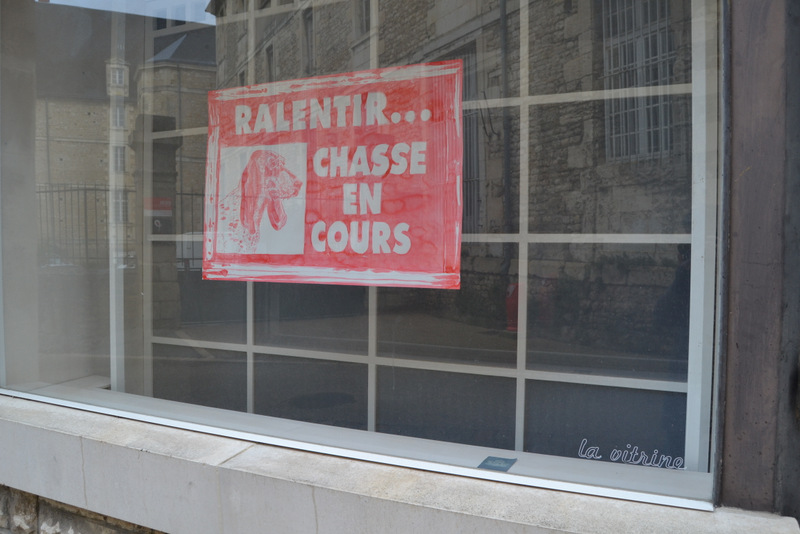 RALENTIR...
CHASSE
EN
COURS
la vitrine